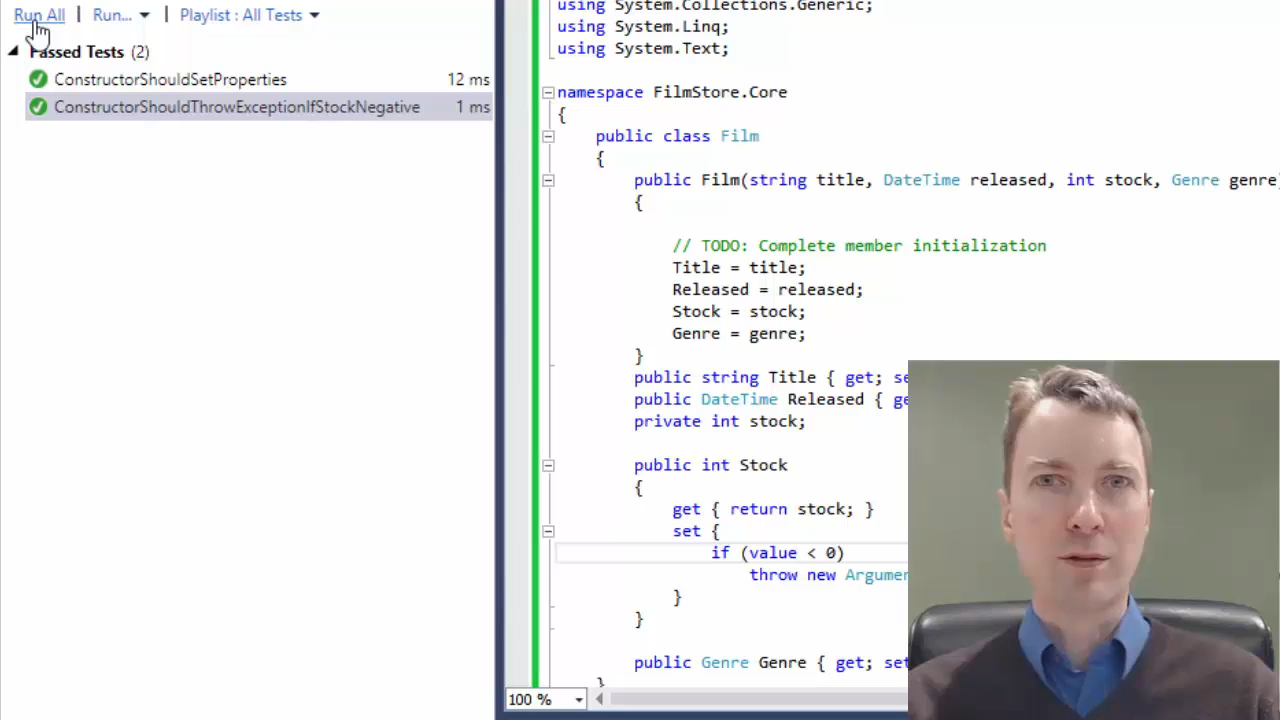 Run All | Run... | Playlist : All Tests
Passed Tests (2)
ConstructorShouldSetProperties 12 ms
ConstructorShouldThrowExceptionIfStockNegative 1 ms
using System.Collections.Generic;
using System.Linq;
using System.Text;
namespace FilmStore.Core
{
public class Film
{
public Film(string title, DateTime released, int stock, Genre genre
{
// TODO: Complete member initialization
Title = title;
Released = released;
Stock = stock;
Genre = genre;
}
public string Title { get; se
public DateTime Released { ge
private int stock;
public int Stock
{
get { return stock; }
set {
if (value < 0)
throw new Argumen
}
}
public Genre Genre { get; set
}
100 %